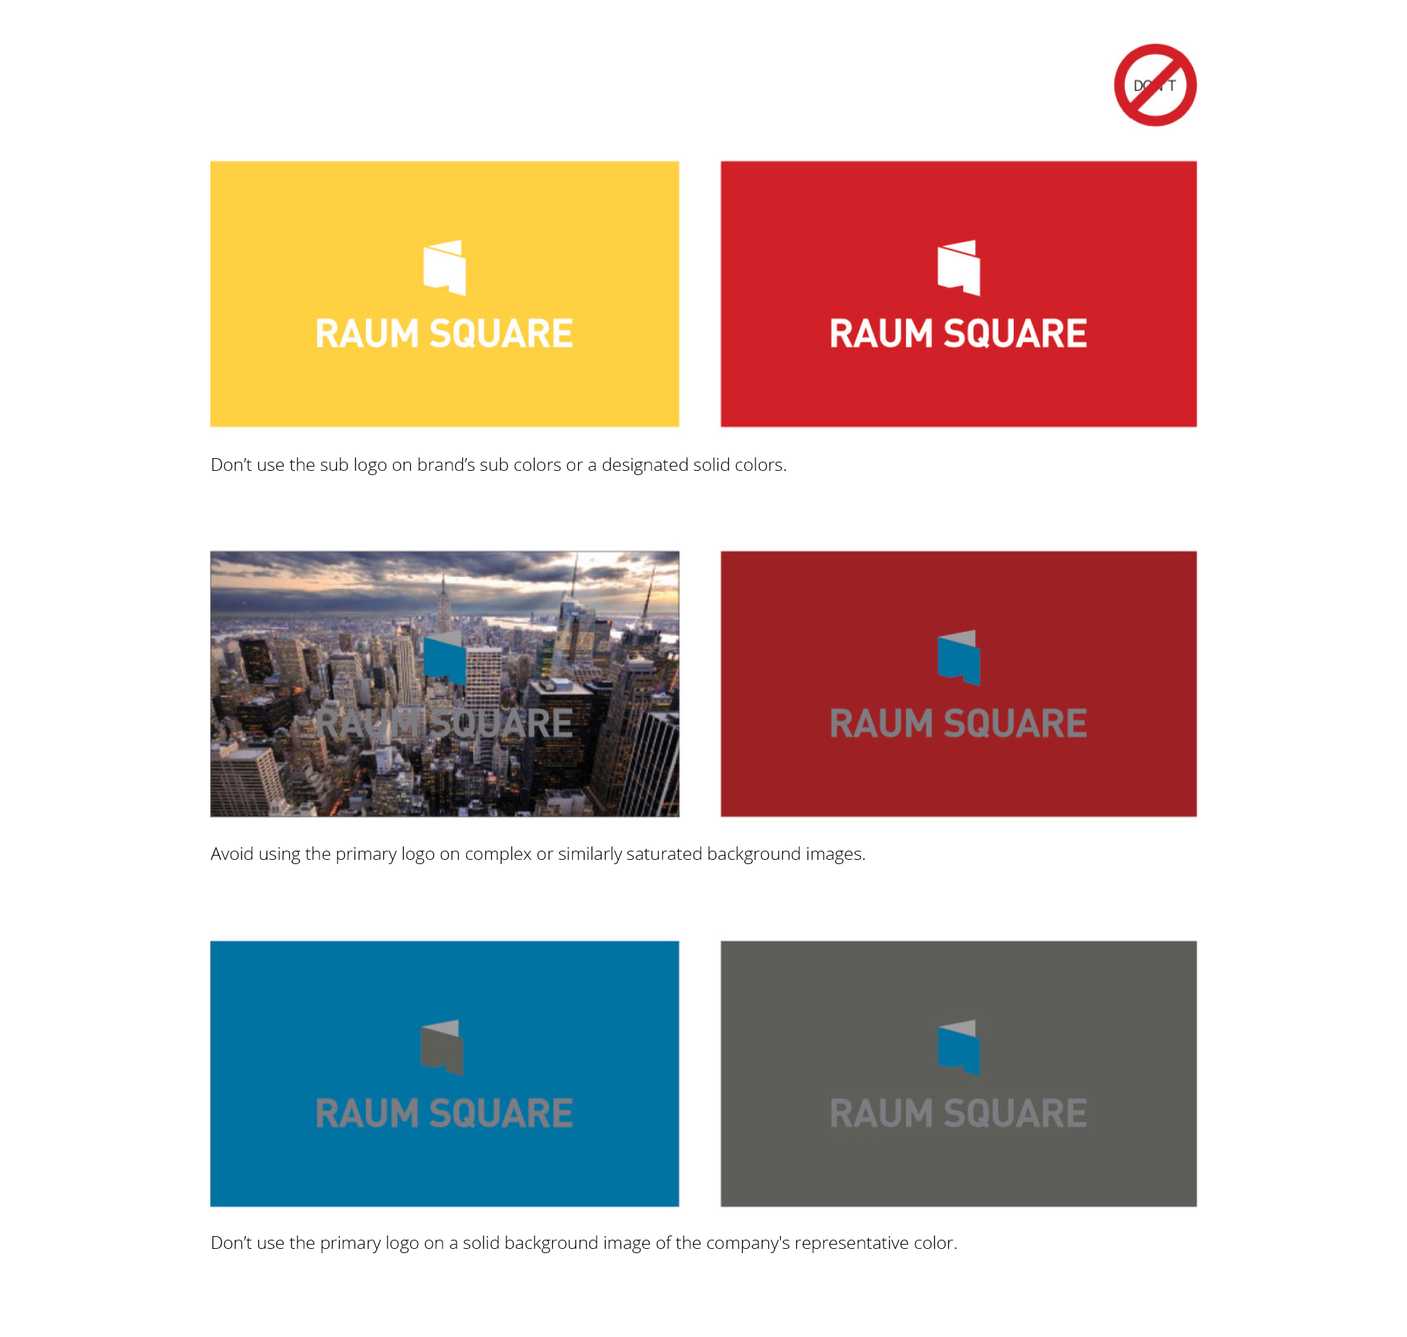 DON'T
RAUM SQUARE
RAUM SQUARE
Don’t use the sub logo on brand’s sub colors or a designated solid colors.
RAUM SQUARE
RAUM SQUARE
Avoid using the primary logo on complex or similarly saturated background images.
RAUM SQUARE
RAUM SQUARE
Don’t use the primary logo on a solid background image of the company's representative color.